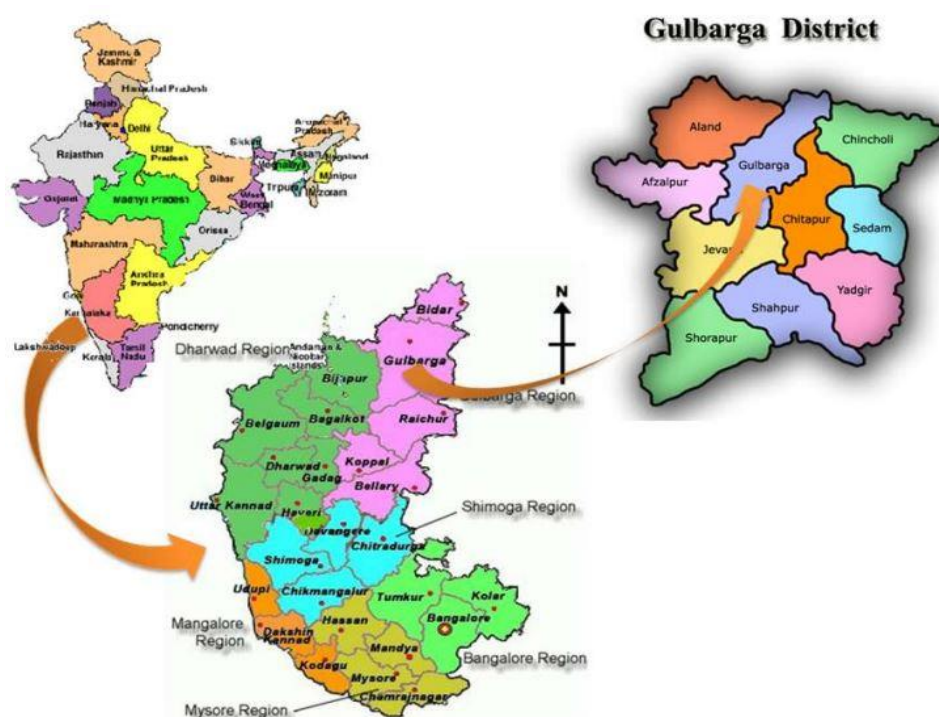 Gulbarga District
Jammu &
Kashmir
Himachal Pradesh
Punjab
Haryana
Delhi
Rajasthan
Uttar
Pradesh
Sikkim
Arunachal
Pradesh
Assam
Nagaland
Meghalaya
Manipur
Tripura
Mizoram
Bihar
West
Bengal
Gujarat
Madhya Pradesh
Orissa
Maharashtra
Andhra
Pradesh
Goa
Karnataka
Pondicherry
Lakshwadeep
Kerala
Tamil
Nadu
Andaman &
Nicobar
Islands
Aland
Chincholi
Gulbarga
Afzalpur
Chitapur
Sedam
Yadgir
Shahpur
Shorapur
N
Dharwad Region
Bidar
Gulbarga
Bijapur
Bagalkot
Raichur
Belgaum
Koppal
Dharwad
Gadag
Bellary
Uttar Kannad
Haveri
Davangere
Chitradurga
Shimoga Region
Shimoga
Chikmangalur
Udupi
Tumkur
Kolar
Hassan
Bangalore
Mangalore
Region
Dakshin
Kannad
Mandya
Bangalore Region
Kodagu
Mysore
Chamrajnagar
Mysore Region